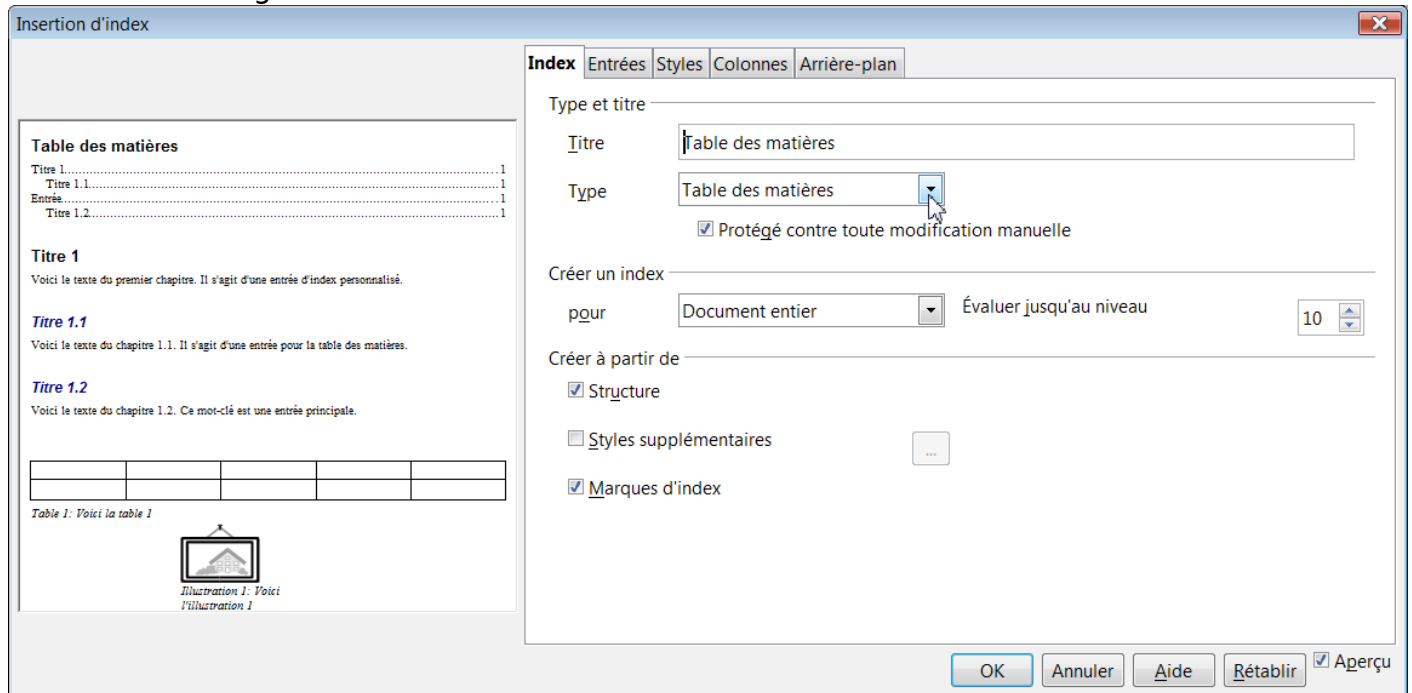 Insertion d'index
Table des matières
Titre 1.....1
Titre 1.1.....1
Entrée.....1
Titre 1.2.....1
Titre 1
Voici le texte du premier chapitre. Il s'agit d'une entrée d'index personnalisé.
Titre 1.1
Voici le texte du chapitre 1.1. Il s'agit d'une entrée pour la table des matières.
Titre 1.2
Voici le texte du chapitre 1.2. Ce mot-clé est une entrée principale.
Table 1: Voici la table 1
Illustration 1: Voici
l'illustration 1
Index Entrées Styles Colonnes Arrière-plan
Type et titre
Titre Table des matières
Type Table des matières
Protégé contre toute modification manuelle
Créer un index
pour Document entier Évaluer jusqu'au niveau 10
Créer à partir de
Structure
Styles supplémentaires ...
Marques d'index
OK Annuler Aide Rétablir Aperçu